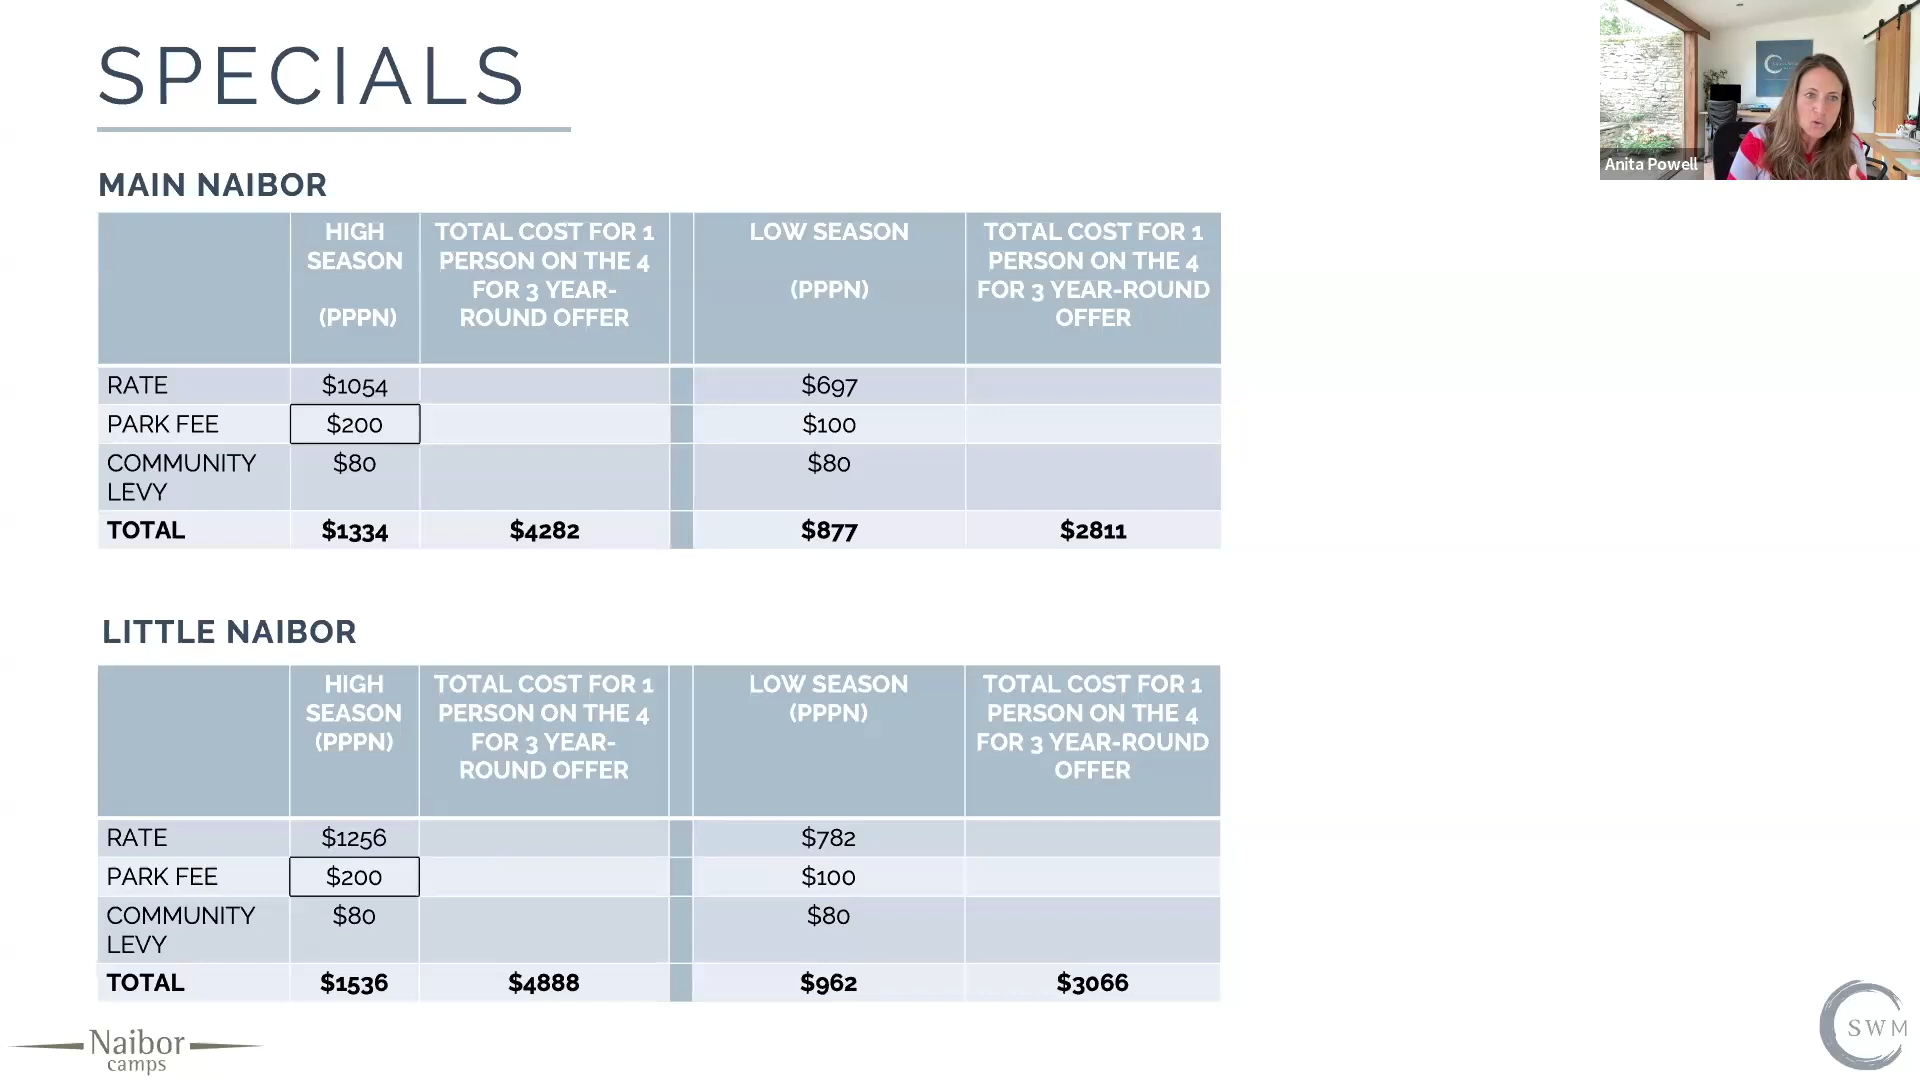 SPECIALS
Anita Powell
MAIN NAIBOR
HIGH SEASON (PPPN)
TOTAL COST FOR 1 PERSON ON THE 4 FOR 3 YEAR-ROUND OFFER
LOW SEASON (PPPN)
TOTAL COST FOR 1 PERSON ON THE 4 FOR 3 YEAR-ROUND OFFER
RATE $1054 $697
PARK FEE $200 $100
COMMUNITY LEVY $80 $80
TOTAL $1334 $4282 $877 $2811
LITTLE NAIBOR
HIGH SEASON (PPPN)
TOTAL COST FOR 1 PERSON ON THE 4 FOR 3 YEAR-ROUND OFFER
LOW SEASON (PPPN)
TOTAL COST FOR 1 PERSON ON THE 4 FOR 3 YEAR-ROUND OFFER
RATE $1256 $782
PARK FEE $200 $100
COMMUNITY LEVY $80 $80
TOTAL $1536 $4888 $962 $3066
Naibor
camps
SWM